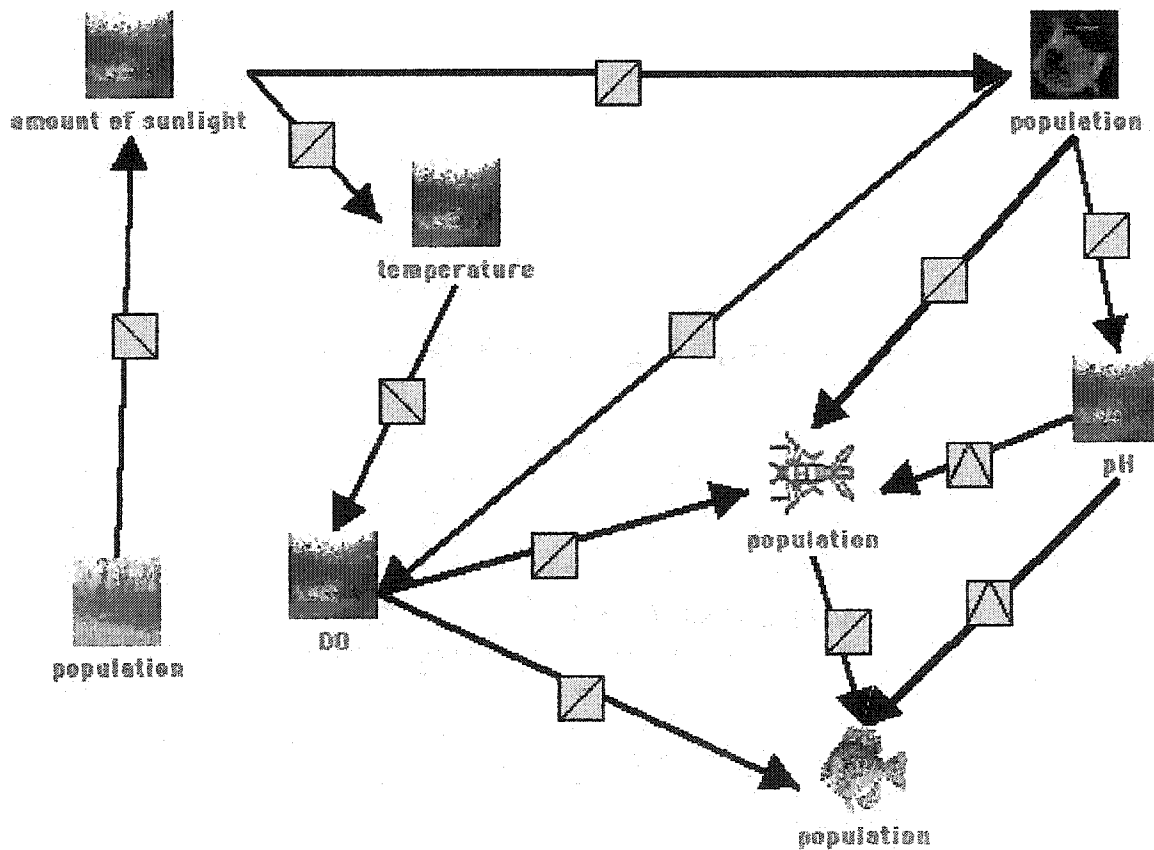 amount of sunlight
population
temperature
pH
population
DO
population
population